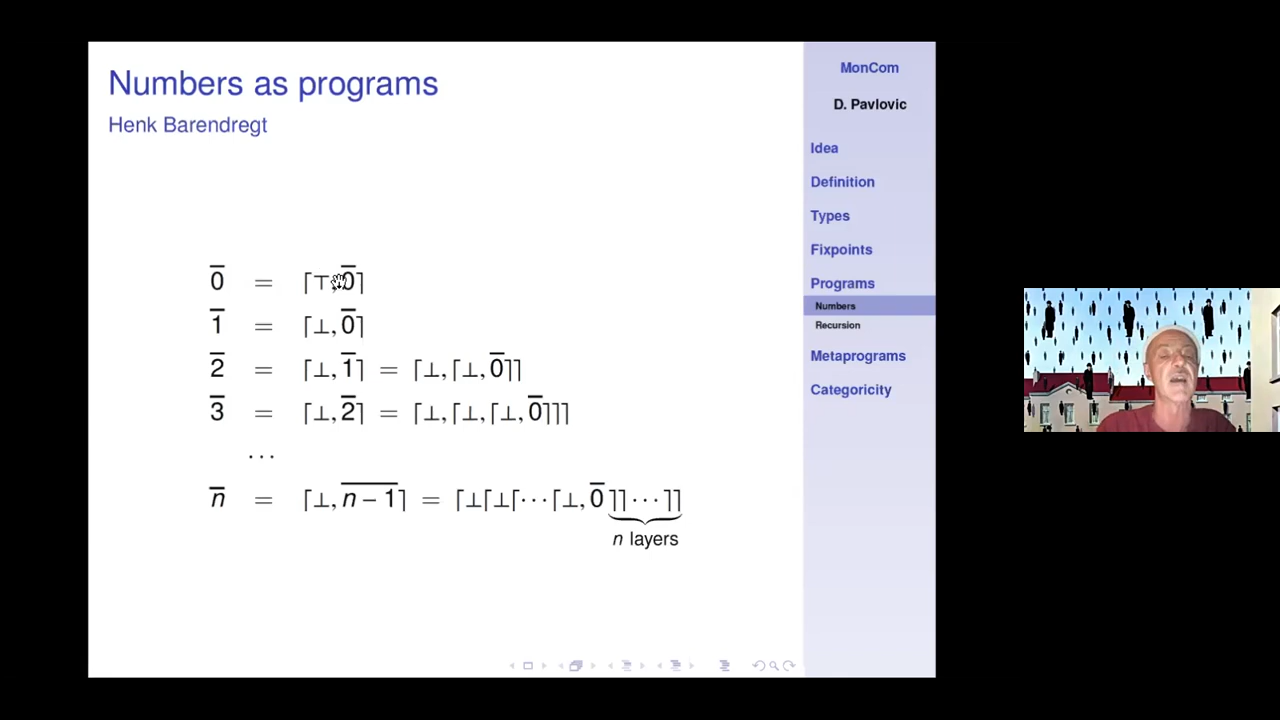 Numbers as programs
Henk Barendregt
0̅ = ⌈⊤, 0̅⌉
1̅ = ⌈⊥, 0̅⌉
2̅ = ⌈⊥, 1̅⌉ = ⌈⊥, ⌈⊥, 0̅⌉⌉
3̅ = ⌈⊥, 2̅⌉ = ⌈⊥, ⌈⊥, ⌈⊥, 0̅⌉⌉⌉
⋯
n̅ = ⌈⊥, n̅ ̅−̅ ̅1̅⌉ = ⌈⊥⌈⊥⌈⋯⌈⊥, 0̅⌉⌉⋯⌉⌉
n layers
MonCom
D. Pavlovic
Idea
Definition
Types
Fixpoints
Programs
Numbers
Recursion
Metaprograms
Categoricity